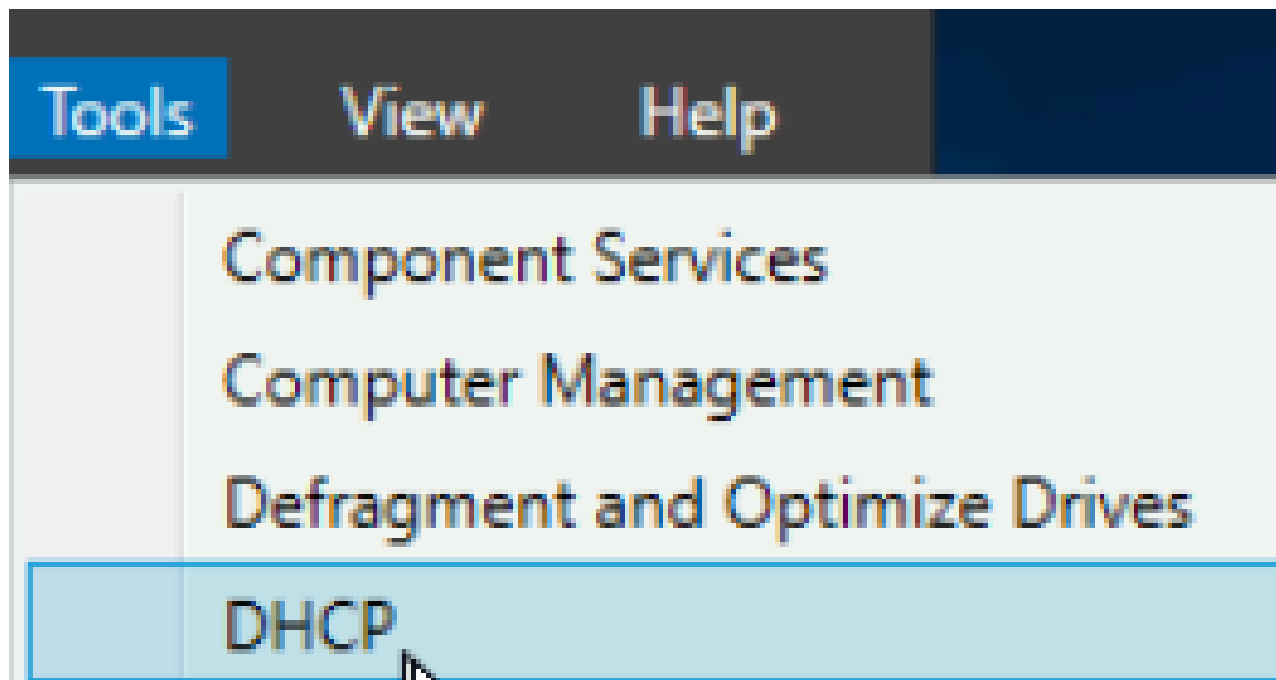 Tools View Help
Component Services
Computer Management
Defragment and Optimize Drives
DHCP